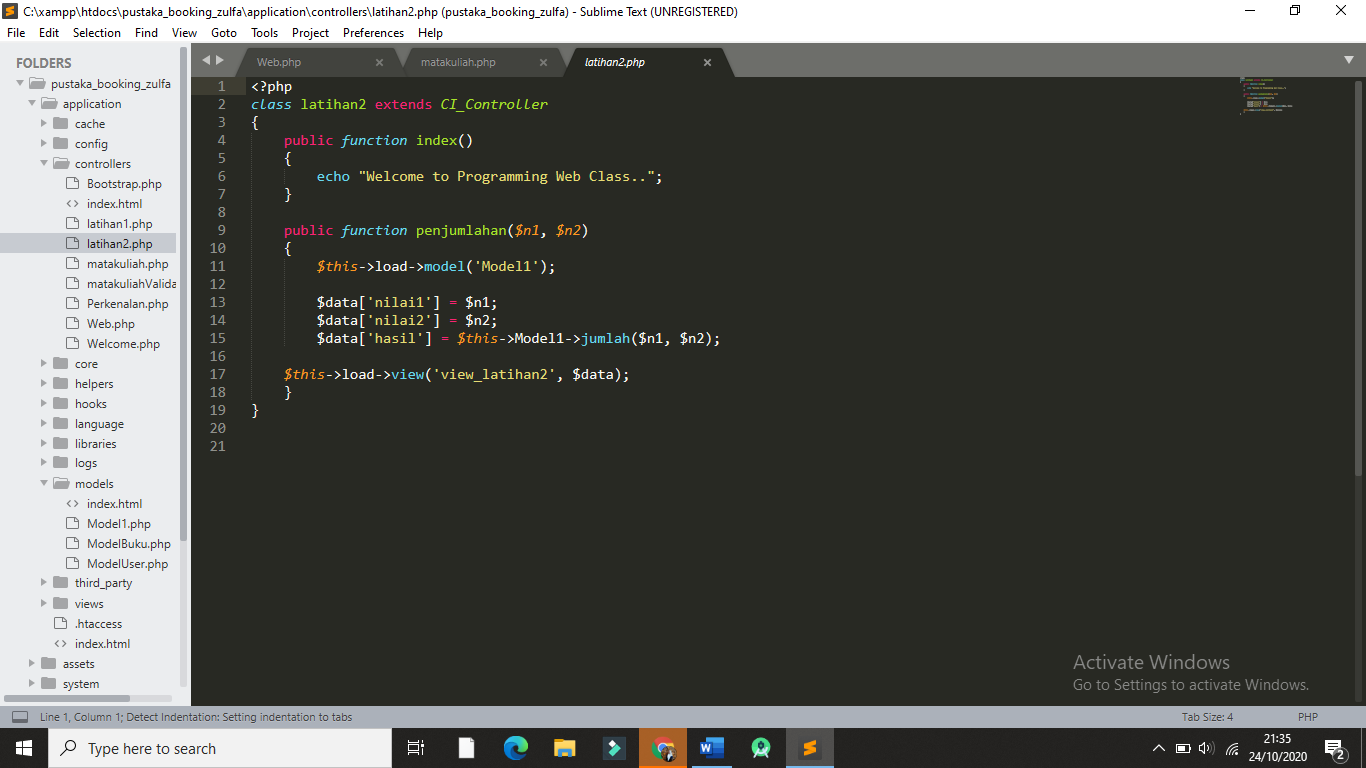 C:\xampp\htdocs\pustaka_booking_zulfa\application\controllers\latihan2.php (pustaka_booking_zulfa) - Sublime Text (UNREGISTERED)
File Edit Selection Find View Goto Tools Project Preferences Help
FOLDERS
pustaka_booking_zulfa
application
cache
config
controllers
Bootstrap.php
index.html
latihan1.php
latihan2.php
matakuliah.php
matakuliahValida
Perkenalan.php
Web.php
Welcome.php
core
helpers
hooks
language
libraries
logs
models
index.html
Model1.php
ModelBuku.php
ModelUser.php
third_party
views
.htaccess
index.html
assets
system
Web.php matakuliah.php latihan2.php
1 <?php
2 class latihan2 extends CI_Controller
3 {
4     public function index()
5     {
6         echo "Welcome to Programming Web Class..";
7     }
8
9     public function penjumlahan($n1, $n2)
10     {
11         $this->load->model('Model1');
12
13         $data['nilai1'] = $n1;
14         $data['nilai2'] = $n2;
15         $data['hasil'] = $this->Model1->jumlah($n1, $n2);
16
17     $this->load->view('view_latihan2', $data);
18     }
19 }
20
21
Activate Windows
Go to Settings to activate Windows.
Line 1, Column 1; Detect Indentation: Setting indentation to tabs Tab Size: 4 PHP
Type here to search
21:35
24/10/2020
2